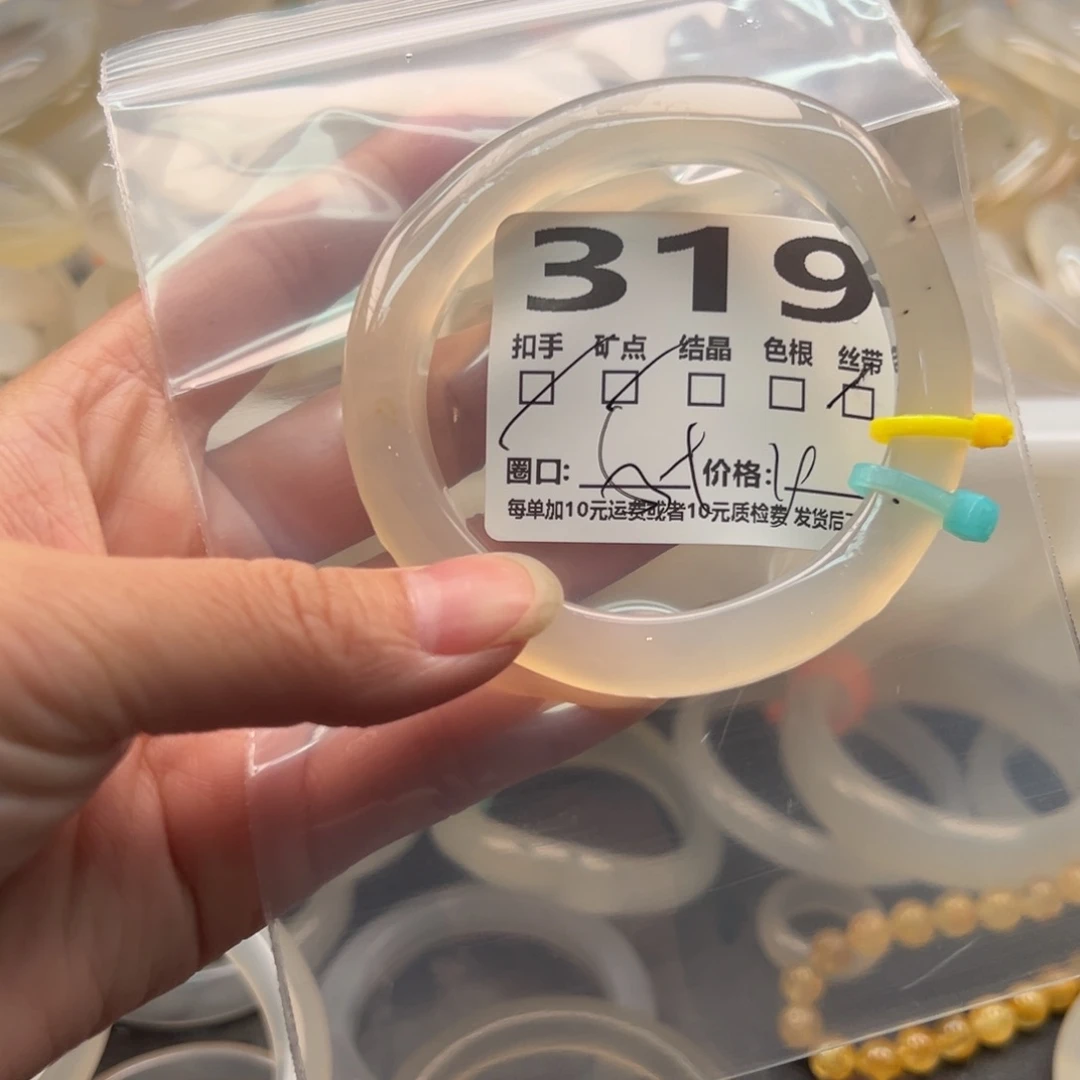 319
扣手 矿点 结晶 色根 丝带
圈口: 价格:
每单加10元运费或者10元质检费 发货后